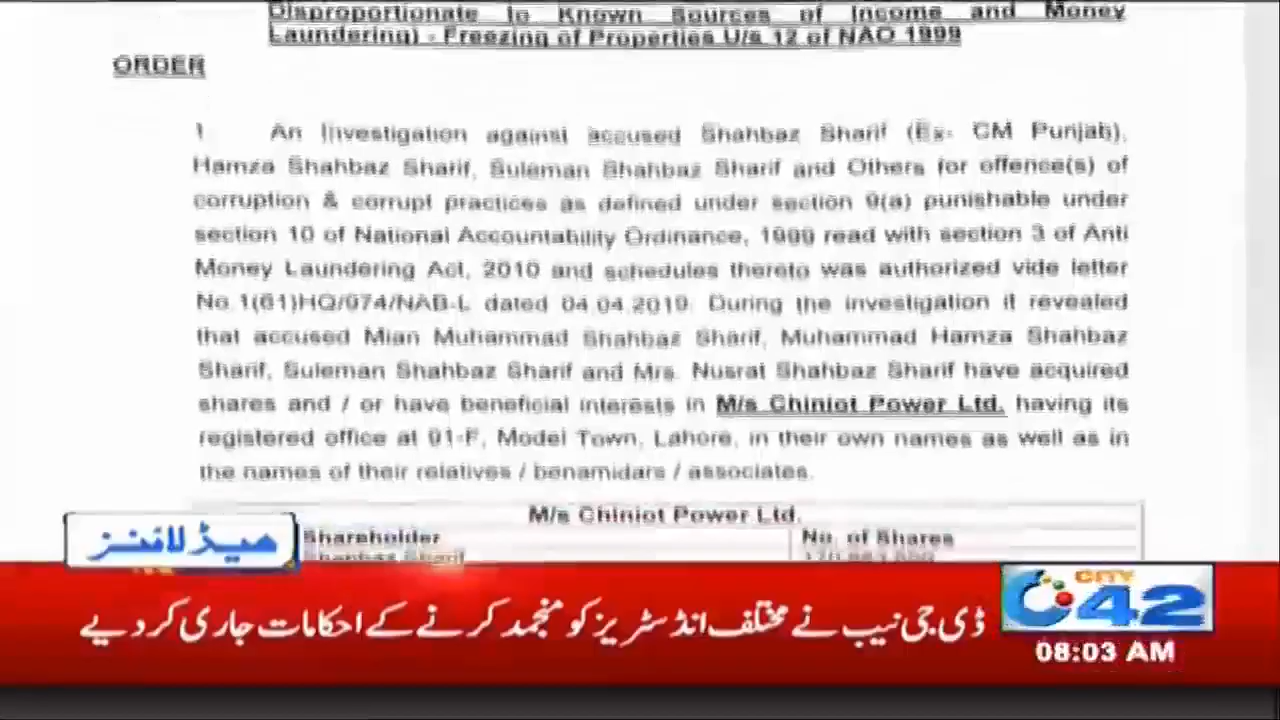 Disproportionate to Known Sources of Income and Money
Laundering) - Freezing of Properties U/s 12 of NAO 1999
ORDER
1. An Investigation against accused Shahbaz Sharif (Ex- CM Punjab),
Hamza Shahbaz Sharif, Suleman Shahbaz Sharif and Others for offence(s) of
corruption & corrupt practices as defined under section 9(a) punishable under
section 10 of National Accountability Ordinance, 1999 read with section 3 of Anti
Money Laundering Act, 2010 and schedules thereto was authorized vide letter
No.1(61)HQ/974/NAB-L dated 04.04.2019. During the investigation it revealed
that accused Mian Muhammad Shahbaz Sharif, Muhammad Hamza Shahbaz
Sharif, Suleman Shahbaz Sharif and Mrs. Nusrat Shahbaz Sharif have acquired
shares and / or have beneficial interests in M/s Chiniot Power Ltd. having its
registered office at 91-F, Model Town, Lahore, in their own names as well as in
the names of their relatives / benamidars / associates.
M/s Chiniot Power Ltd.
Shareholder No. of Shares
Shahbaz Sharif
ہیڈ لائنز
ڈی جی نیب نے مختلف انڈسٹریز کو منجمد کرنے کے احکامات جاری کر دیے
CITY
42
08:03 AM